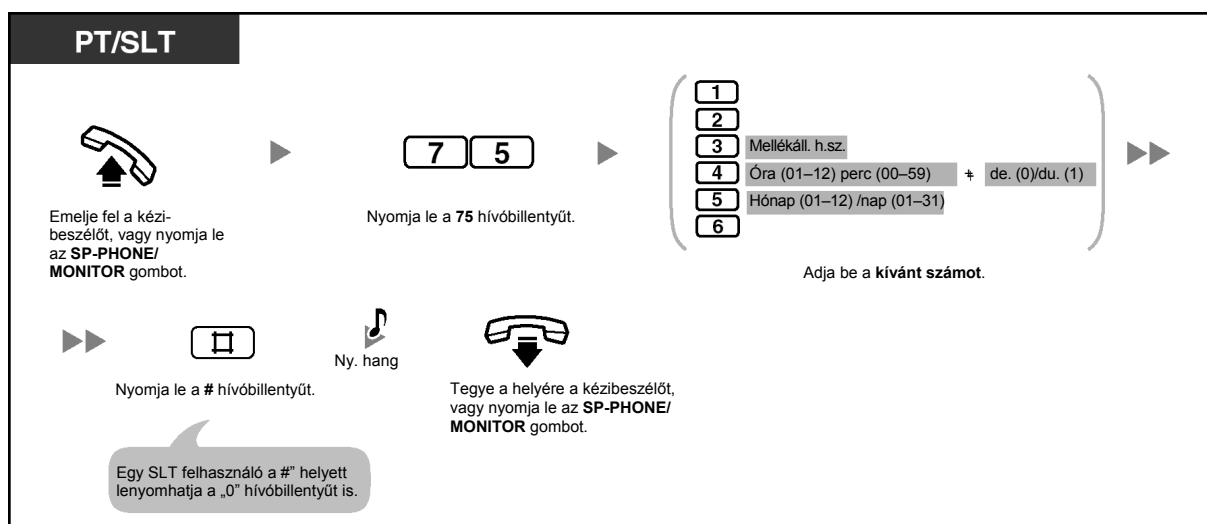 PT/SLT
Emelje fel a kézi-
beszélőt, vagy nyomja le
az SP-PHONE/
MONITOR gombot.
7 5
Nyomja le a 75 hívóbillentyűt.
1
2
3 Mellékáll. h.sz.
4 Óra (01–12) perc (00–59) + de. (0)/du. (1)
5 Hónap (01–12) /nap (01–31)
6
Adja be a kívánt számot.
#
Nyomja le a # hívóbillentyűt.
Ny. hang
Tegye a helyére a kézibeszélőt,
vagy nyomja le az SP-PHONE/
MONITOR gombot.
Egy SLT felhasználó a #” helyett
lenyomhatja a „0” hívóbillentyűt is.